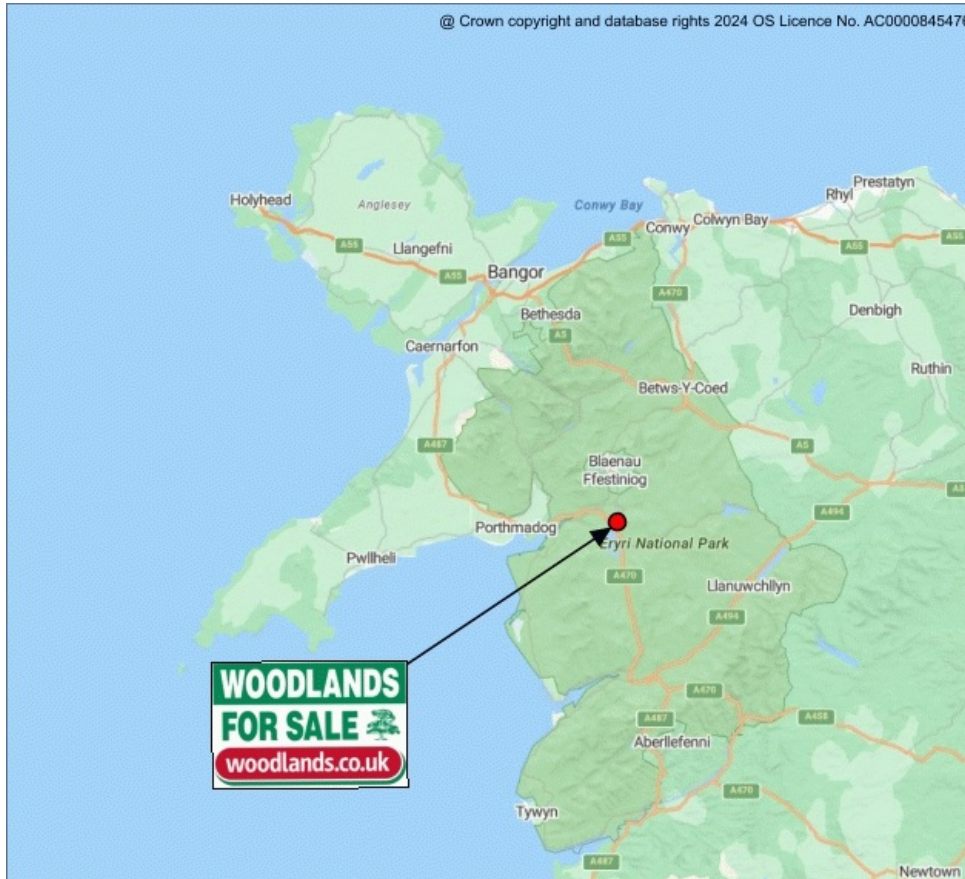 @ Crown copyright and database rights 2024 OS Licence No. AC0000845476
Holyhead
Anglesey
Conwy Bay
Prestatyn
Rhyl
Colwyn Bay
Conwy
A55
A55
A55
A55
A55
Llangefni
Bangor
A470
Bethesda
A5
Denbigh
Caernarfon
Ruthin
Betws-Y-Coed
A487
A5
Blaenau
Ffestiniog
A494
Porthmadog
Eryri National Park
Pwllheli
A470
Llanuwchllyn
A494
WOODLANDS
FOR SALE
woodlands.co.uk
A470
A487
A458
Aberllefenni
A470
Tywyn
A487
Newtown